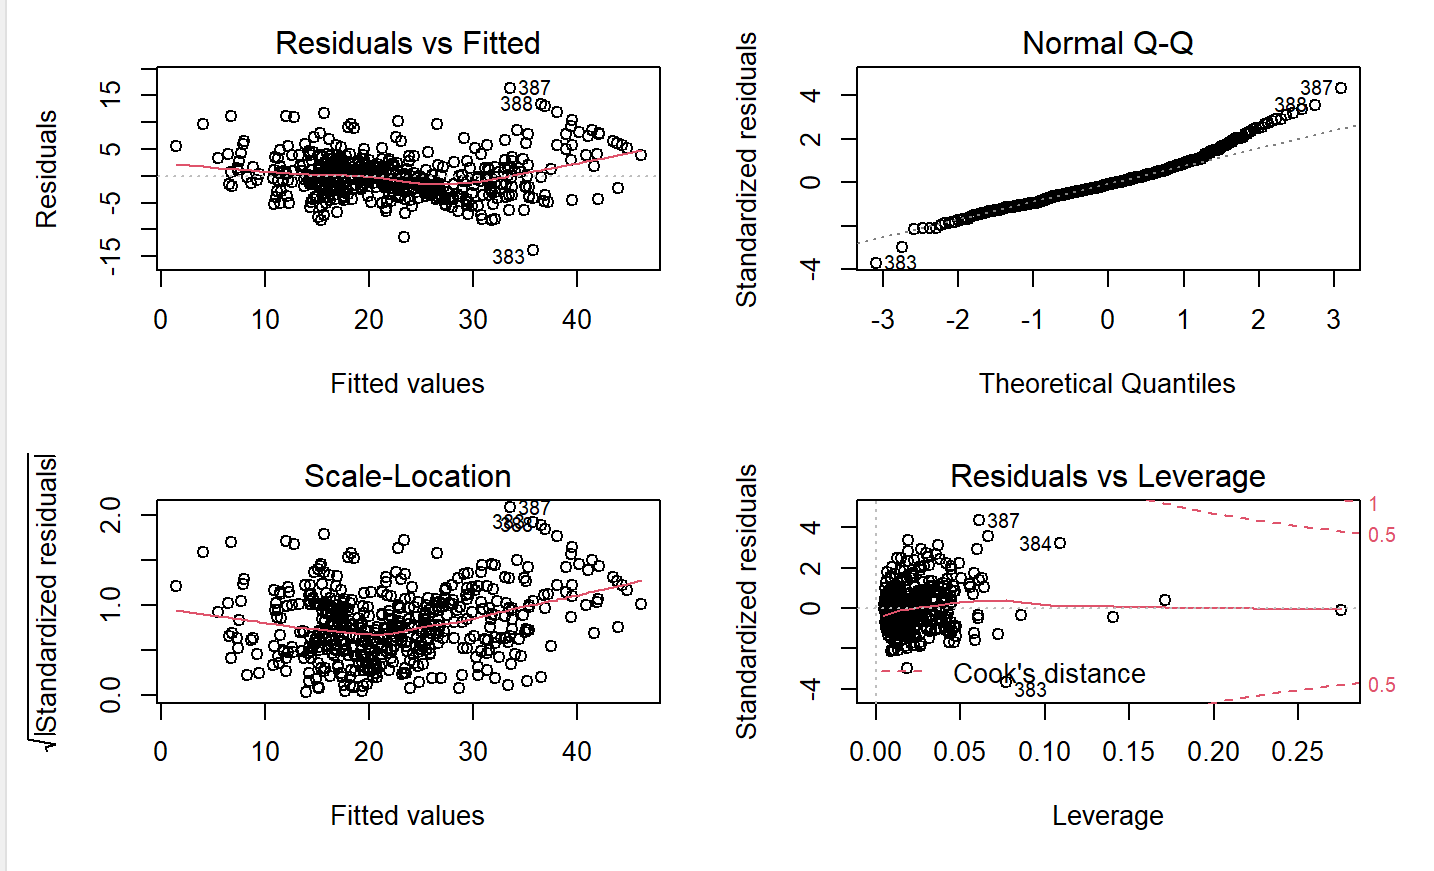 Residuals vs Fitted
Residuals
15
5
-5
-15
387
388
383
0 10 20 30 40
Fitted values
Normal Q-Q
Standardized residuals
4
2
0
-4
387
388
383
-3 -2 -1 0 1 2 3
Theoretical Quantiles
Scale-Location
√|Standardized residuals|
2.0
1.0
0.0
387
383
388
0 10 20 30 40
Fitted values
Residuals vs Leverage
Standardized residuals
4
2
0
-4
387
384
383
1
0.5
0.5
Cook's distance
0.00 0.05 0.10 0.15 0.20 0.25
Leverage